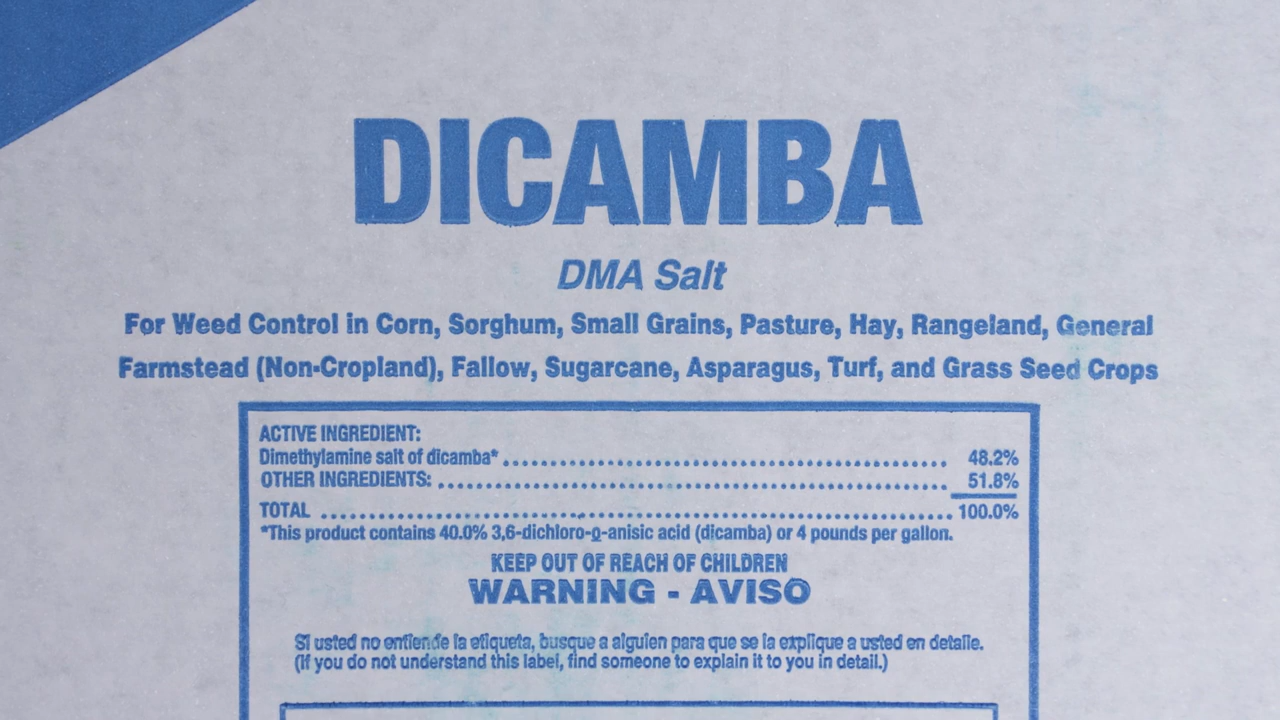 DICAMBA
DMA Salt
For Weed Control in Corn, Sorghum, Small Grains, Pasture, Hay, Rangeland, General
Farmstead (Non-Cropland), Fallow, Sugarcane, Asparagus, Turf, and Grass Seed Crops
ACTIVE INGREDIENT:
Dimethylamine salt of dicamba* 48.2%
OTHER INGREDIENTS: 51.8%
TOTAL 100.0%
*This product contains 40.0% 3,6-dichloro-o-anisic acid (dicamba) or 4 pounds per gallon.
KEEP OUT OF REACH OF CHILDREN
WARNING - AVISO
Si usted no entiende la etiqueta, busque a alguien para que se la explique a usted en detalle.
(If you do not understand this label, find someone to explain it to you in detail.)